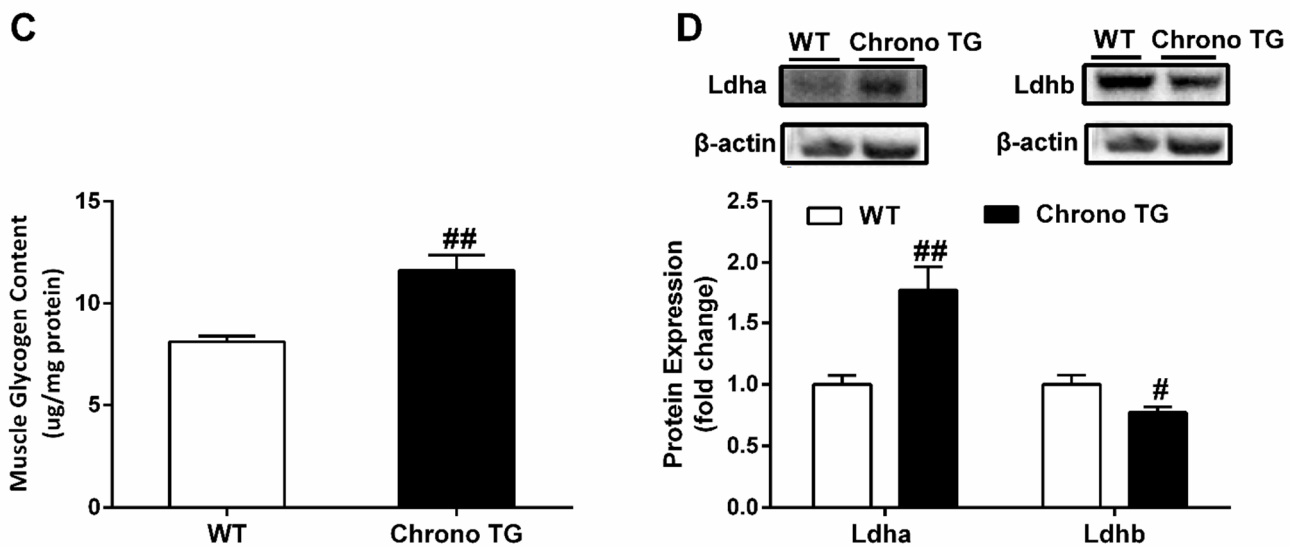 C
Muscle Glycogen Content
(ug/mg protein)
15
10
5
0
##
WT
Chrono TG
D
WT Chrono TG
Ldha
β-actin
WT Chrono TG
Ldhb
β-actin
Protein Expression
(fold change)
2.5
2.0
1.5
1.0
0.5
0.0
WT
Chrono TG
##
#
Ldha
Ldhb